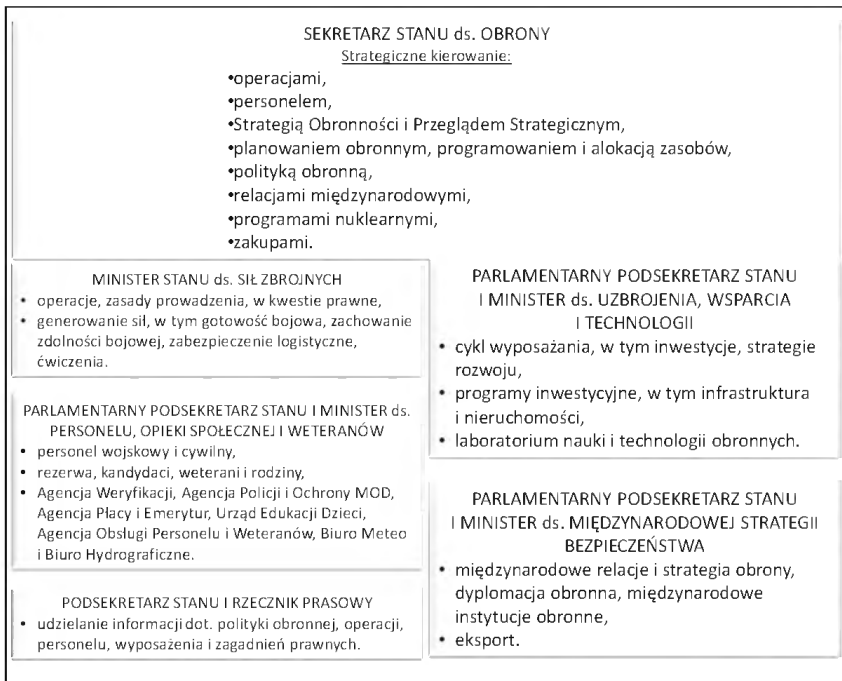 SEKRETARZ STANU ds. OBRONY
Strategiczne kierowanie:
•operacjami,
•personelem,
•Strategią Obronności i Przeglądem Strategicznym,
•planowaniem obronnym, programowaniem i alokacją zasobów,
•polityką obronną,
•relacjami międzynarodowymi,
•programami nuklearnymi,
•zakupami.
MINISTER STANU ds. SIŁ ZBROJNYCH
• operacje, zasady prowadzenia, w kwestie prawne,
• generowanie sił, w tym gotowość bojowa, zachowanie
zdolności bojowej, zabezpieczenie logistyczne,
ćwiczenia.
PARLAMENTARNY PODSEKRETARZ STANU I MINISTER ds.
PERSONELU, OPIEKI SPOŁECZNEJ I WETERANÓW
• personel wojskowy i cywilny,
• rezerwa, kandydaci, weterani i rodziny,
• Agencja Weryfikacji, Agencja Policji i Ochrony MOD,
Agencja Płacy i Emerytur, Urząd Edukacji Dzieci,
Agencja Obsługi Personelu i Weteranów, Biuro Meteo
i Biuro Hydrograficzne.
PODSEKRETARZ STANU I RZECZNIK PRASOWY
• udzielanie informacji dot. polityki obronnej, operacji,
personelu, wyposażenia i zagadnień prawnych.
PARLAMENTARNY PODSEKRETARZ STANU
I MINISTER ds. UZBROJENIA, WSPARCIA
I TECHNOLOGII
• cykl wyposażania, w tym inwestycje, strategie
rozwoju,
• programy inwestycyjne, w tym infrastruktura
i nieruchomości,
• laboratorium nauki i technologii obronnych.
PARLAMENTARNY PODSEKRETARZ STANU
I MINISTER ds. MIĘDZYNARODOWEJ STRATEGII
BEZPIECZEŃSTWA
• międzynarodowe relacje i strategia obrony,
dyplomacja obronna, międzynarodowe
instytucje obronne,
• eksport.